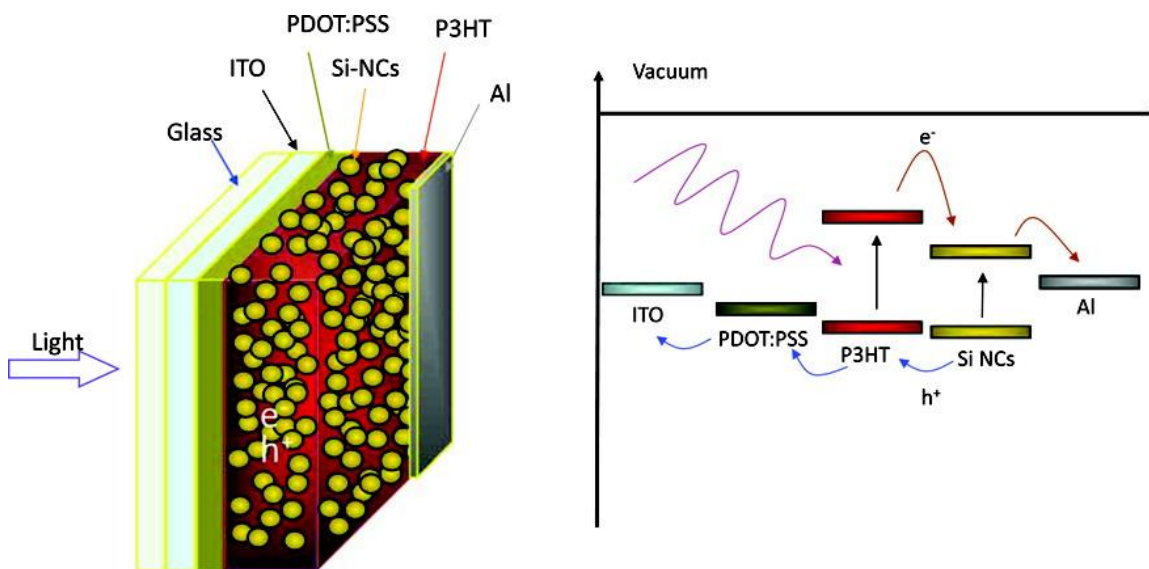 PDOT:PSS
P3HT
ITO
Si-NCs
Al
Glass
Light
e
h⁺
Vacuum
e⁻
ITO
PDOT:PSS
P3HT
Si NCs
Al
h⁺